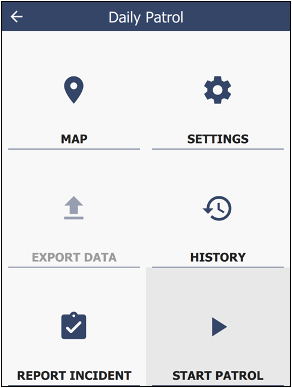 Daily Patrol
MAP
SETTINGS
EXPORT DATA
HISTORY
REPORT INCIDENT
START PATROL